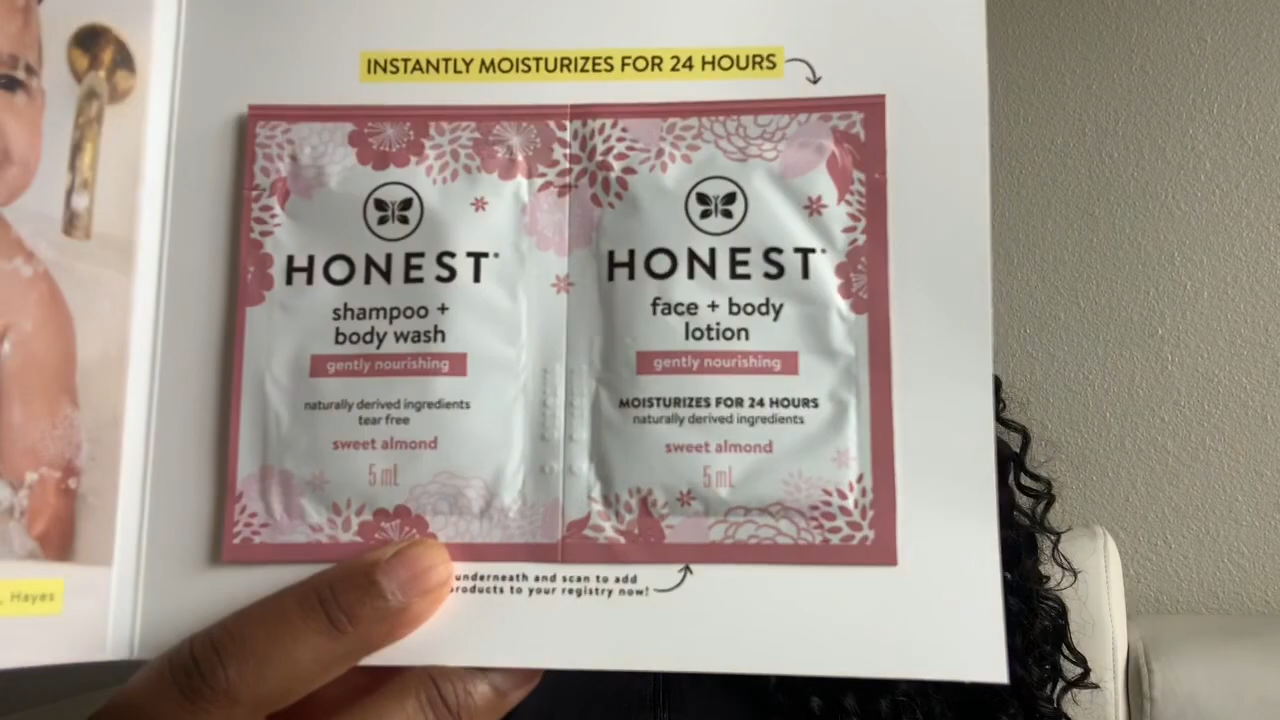 INSTANTLY MOISTURIZES FOR 24 HOURS
HONEST
shampoo +
body wash
gently nourishing
naturally derived ingredients
tear free
sweet almond
5 mL
HONEST
face + body
lotion
gently nourishing
MOISTURIZES FOR 24 HOURS
naturally derived ingredients
sweet almond
5 mL
underneath and scan to add
products to your registry now!
, Hayes